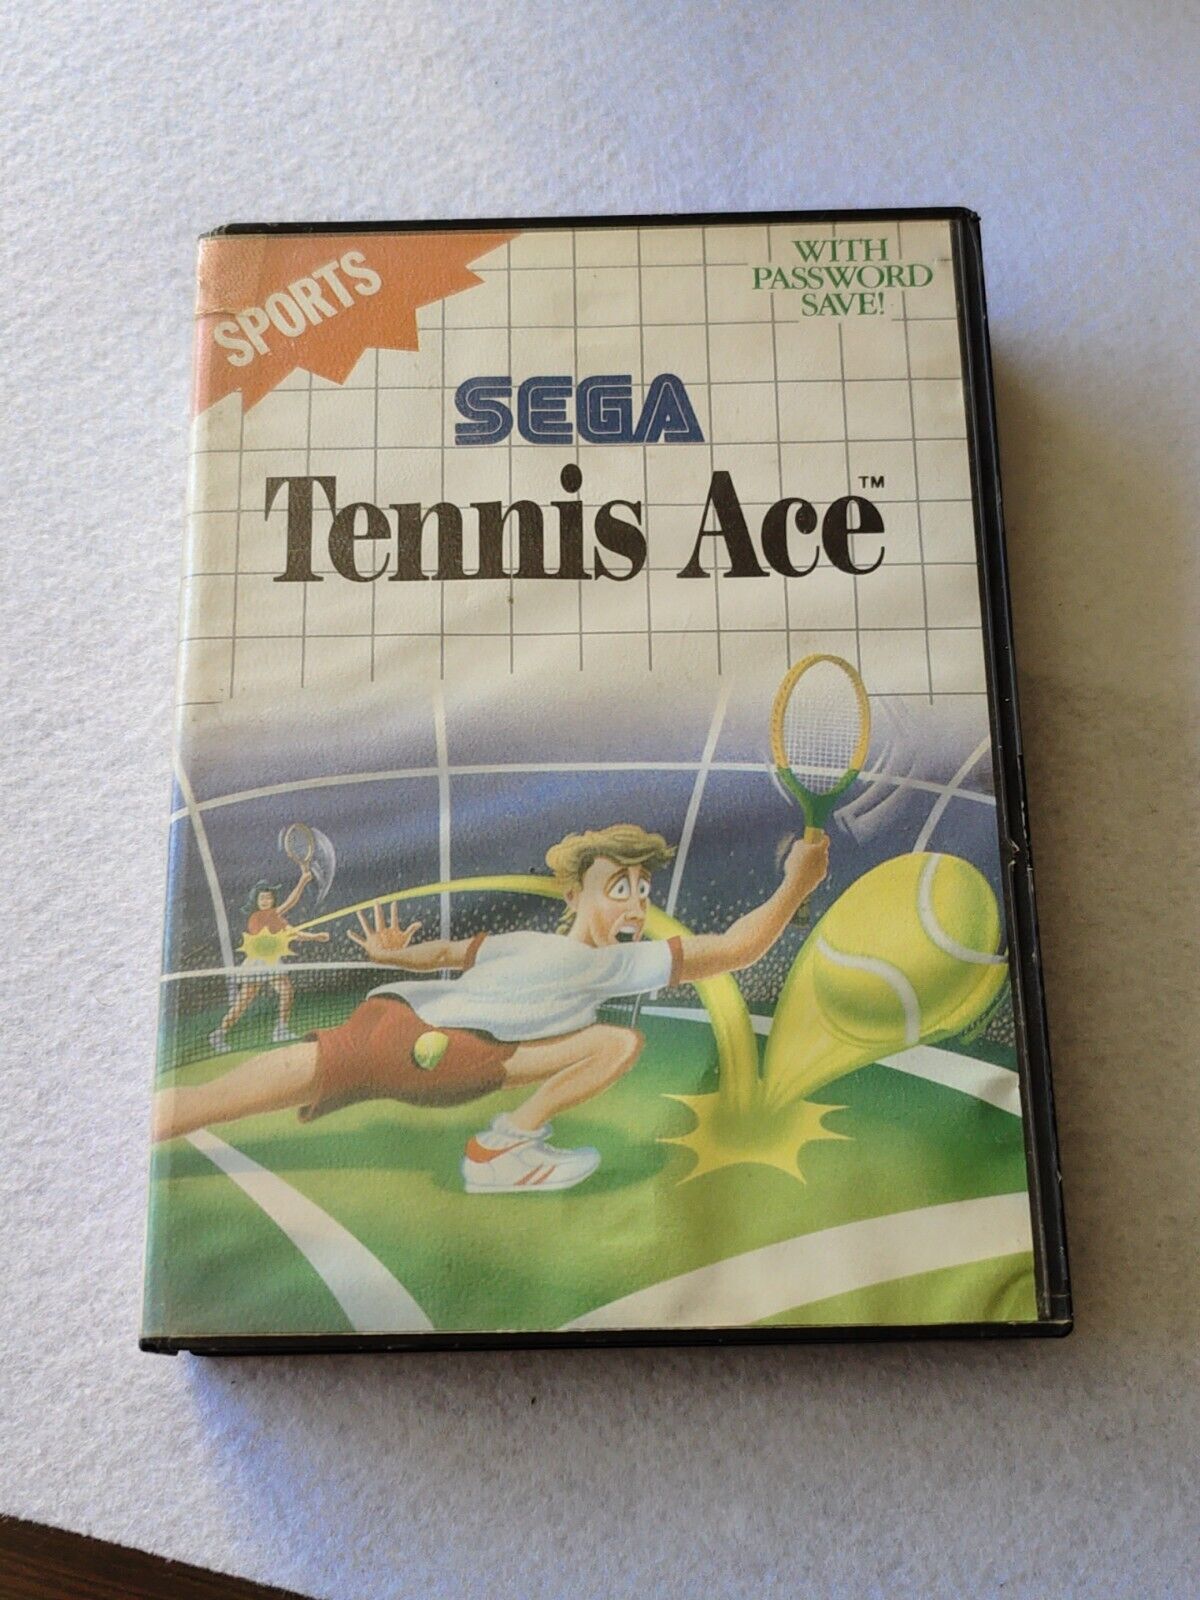 SPORTS
WITH
PASSWORD
SAVE!
SEGA
Tennis Ace™